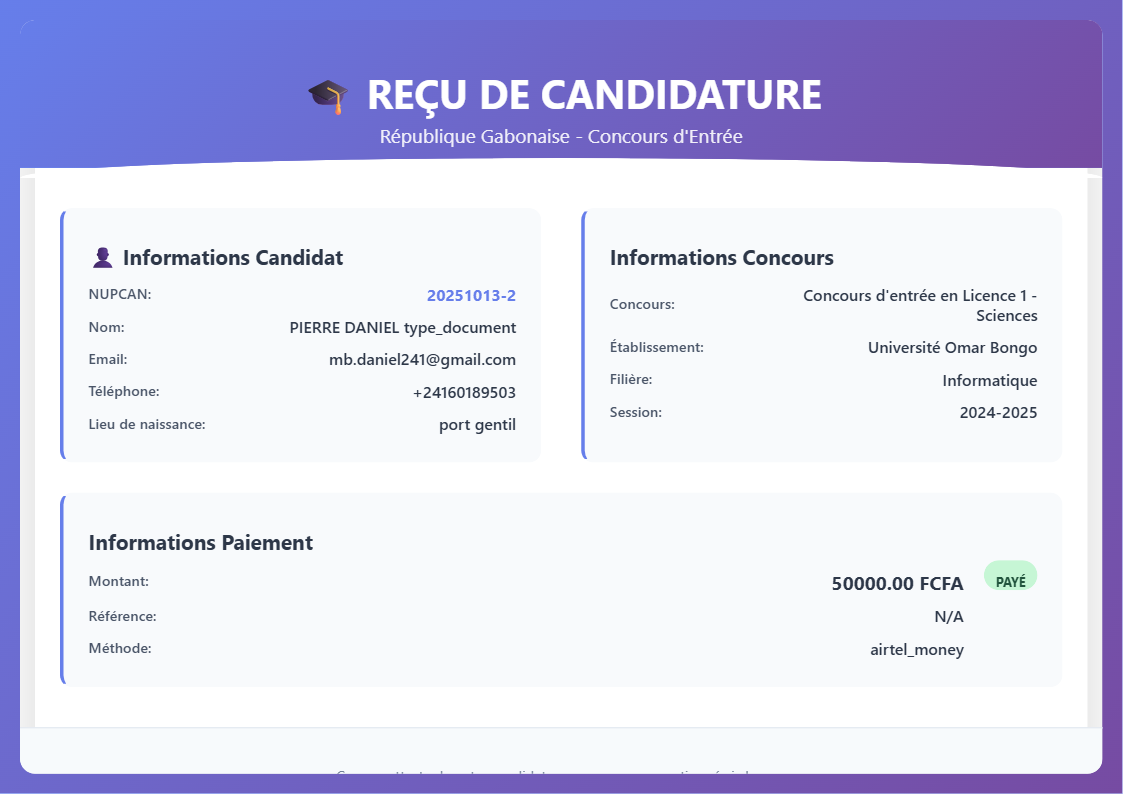 REÇU DE CANDIDATURE
République Gabonaise - Concours d'Entrée
Informations Candidat
NUPCAN: 20251013-2
Nom: PIERRE DANIEL type_document
Email: mb.daniel241@gmail.com
Téléphone: +24160189503
Lieu de naissance: port gentil
Informations Concours
Concours: Concours d'entrée en Licence 1 -
Sciences
Établissement: Université Omar Bongo
Filière: Informatique
Session: 2024-2025
Informations Paiement
Montant: 50000.00 FCFA PAYÉ
Référence: N/A
Méthode: airtel_money